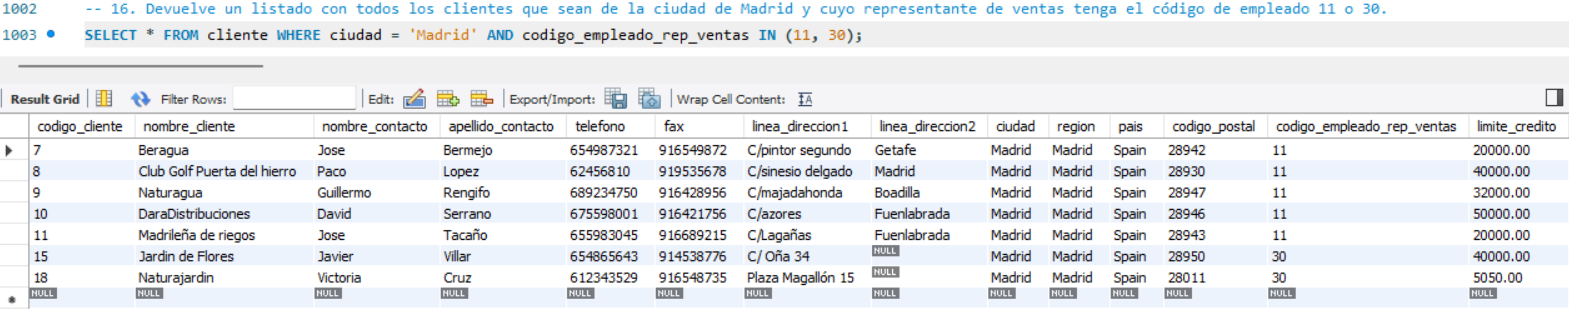 1002 -- 16. Devuelve un listado con todos los clientes que sean de la ciudad de Madrid y cuyo representante de ventas tenga el código de empleado 11 o 30.
1003 SELECT * FROM cliente WHERE ciudad = 'Madrid' AND codigo_empleado_rep_ventas IN (11, 30);
Result Grid Filter Rows: Edit: Export/Import: Wrap Cell Content: IA
codigo_cliente nombre_cliente nombre_contacto apellido_contacto telefono fax linea_direccion1 linea_direccion2 ciudad region pais codigo_postal codigo_empleado_rep_ventas limite_credito
7 Beragua Jose Bermejo 654987321 916549872 C/pintor segundo Getafe Madrid Madrid Spain 28942 11 20000.00
8 Club Golf Puerta del hierro Paco Lopez 62456810 919535678 C/sinesio delgado Madrid Madrid Madrid Spain 28930 11 40000.00
9 Naturagua Guillermo Rengifo 689234750 916428956 C/majadahonda Boadilla Madrid Madrid Spain 28947 11 32000.00
10 DaraDistribuciones David Serrano 675598001 916421756 C/azores Fuenlabrada Madrid Madrid Spain 28946 11 50000.00
11 Madrileña de riegos Jose Tacaño 655983045 916689215 C/Lagañas Fuenlabrada Madrid Madrid Spain 28943 11 20000.00
15 Jardin de Flores Javier Villar 654865643 914538776 C/ Oña 34 NULL Madrid Madrid Spain 28950 30 40000.00
18 Naturajardin Victoria Cruz 612343529 916548735 Plaza Magallón 15 NULL Madrid Madrid Spain 28011 30 5050.00
NULL NULL NULL NULL NULL NULL NULL NULL NULL NULL NULL NULL NULL NULL